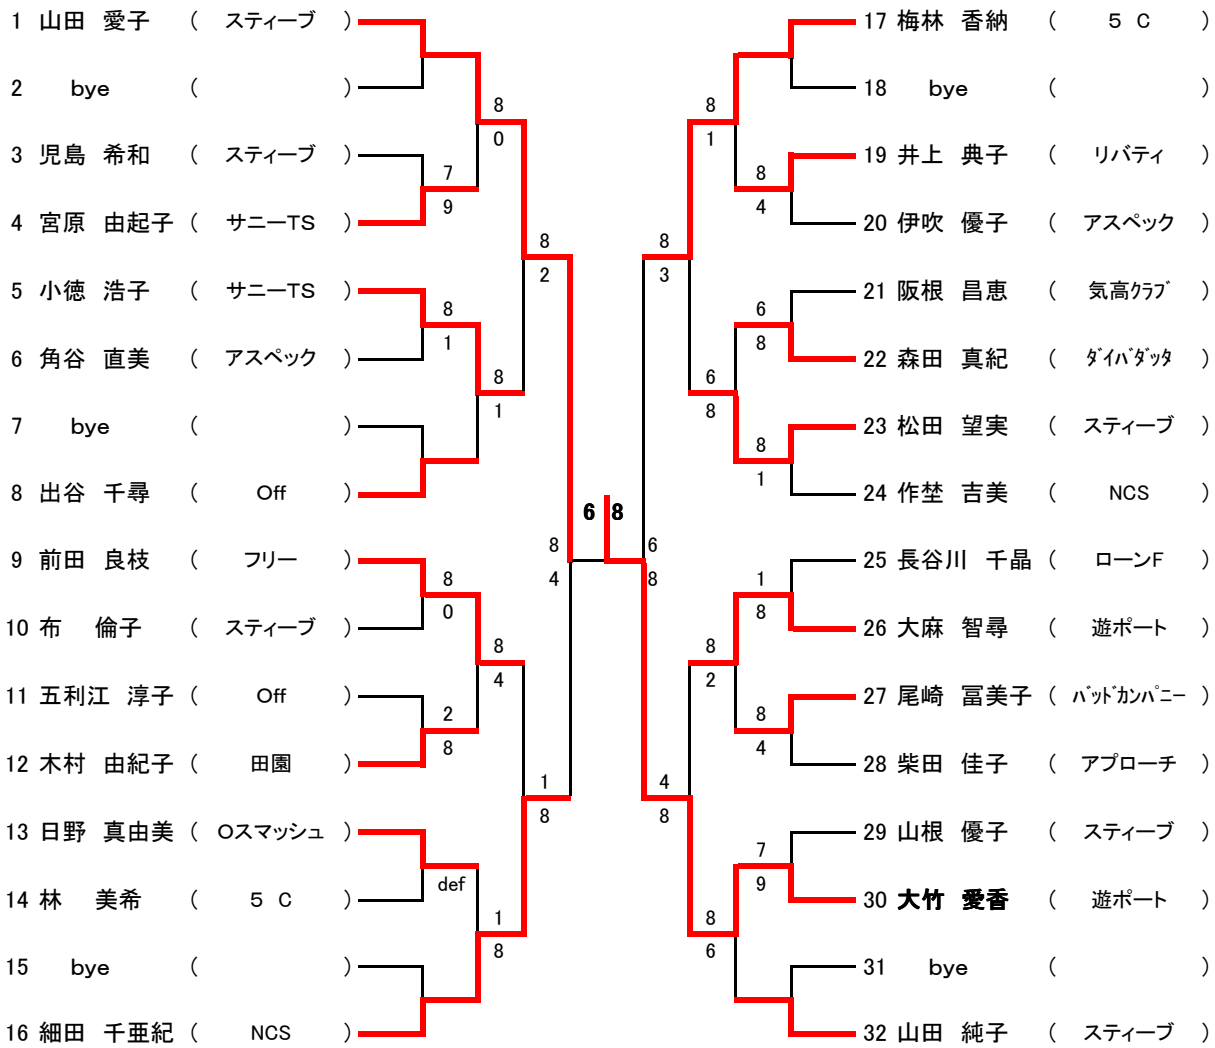 1 山田 愛子 ( スティーブ )
2 bye ( )
3 児島 希和 ( スティーブ )
4 宮原 由起子 ( サニーTS )
5 小徳 浩子 ( サニーTS )
6 角谷 直美 ( アスペック )
7 bye ( )
8 出谷 千尋 ( Off )
9 前田 良枝 ( フリー )
10 布 倫子 ( スティーブ )
11 五利江 淳子 ( Off )
12 木村 由紀子 ( 田園 )
13 日野 真由美 ( Oスマッシュ )
14 林 美希 ( 5 C )
15 bye ( )
16 細田 千亜紀 ( NCS )
7
9
8
1
8
0
2
8
def
8
0
8
1
8
4
1
8
8
2
1
8
8
4
6 8
6
8
8
3
4
8
8
1
6
8
8
2
8
6
8
4
6
8
8
1
1
8
8
4
7
9
17 梅林 香納 ( 5 C )
18 bye ( )
19 井上 典子 ( リバティ )
20 伊吹 優子 ( アスペック )
21 阪根 昌恵 ( 気高クラブ )
22 森田 真紀 ( ダイバダッタ )
23 松田 望実 ( スティーブ )
24 作埜 吉美 ( NCS )
25 長谷川 千晶 ( ローンF )
26 大麻 智尋 ( 遊ポート )
27 尾崎 冨美子 ( バッドカンパニー )
28 柴田 佳子 ( アプローチ )
29 山根 優子 ( スティーブ )
30 大竹 愛香 ( 遊ポート )
31 bye ( )
32 山田 純子 ( スティーブ )